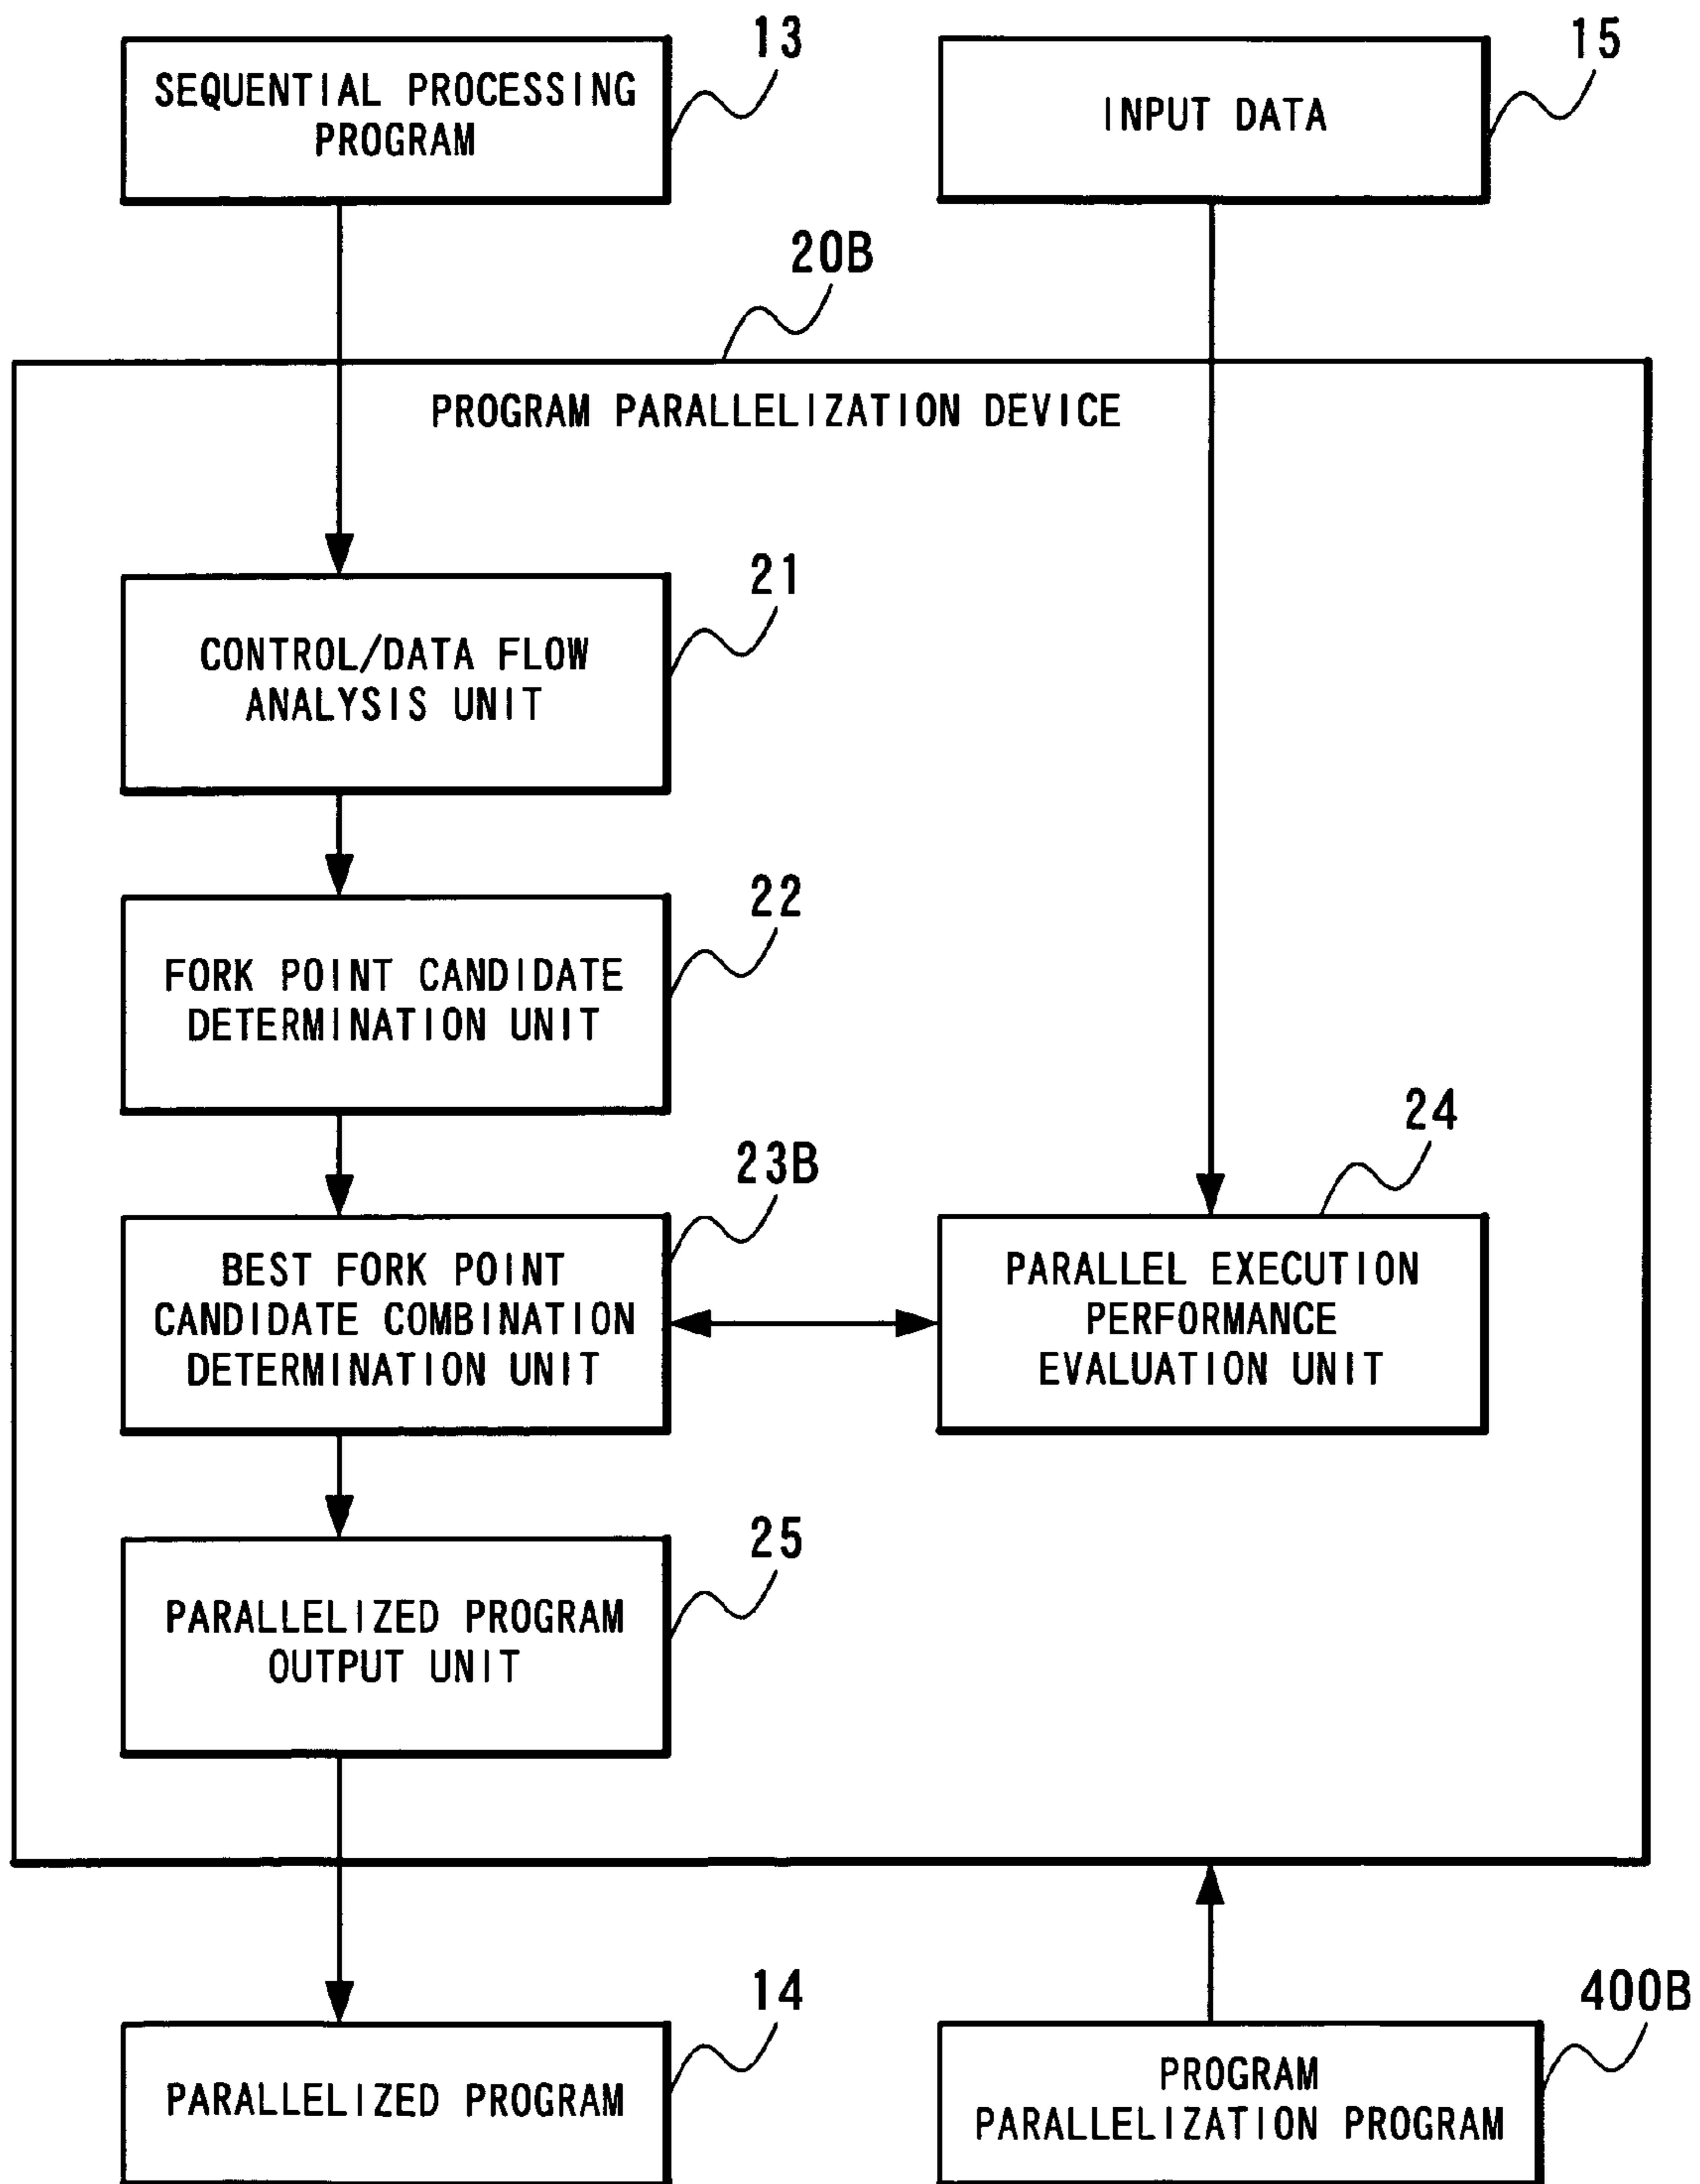 13
SEQUENTIAL PROCESSING
PROGRAM
15
INPUT DATA
20B
PROGRAM PARALLELIZATION DEVICE
21
CONTROL/DATA FLOW
ANALYSIS UNIT
22
FORK POINT CANDIDATE
DETERMINATION UNIT
23B
BEST FORK POINT
CANDIDATE COMBINATION
DETERMINATION UNIT
24
PARALLEL EXECUTION
PERFORMANCE
EVALUATION UNIT
25
PARALLELIZED PROGRAM
OUTPUT UNIT
14
PARALLELIZED PROGRAM
400B
PROGRAM
PARALLELIZATION PROGRAM